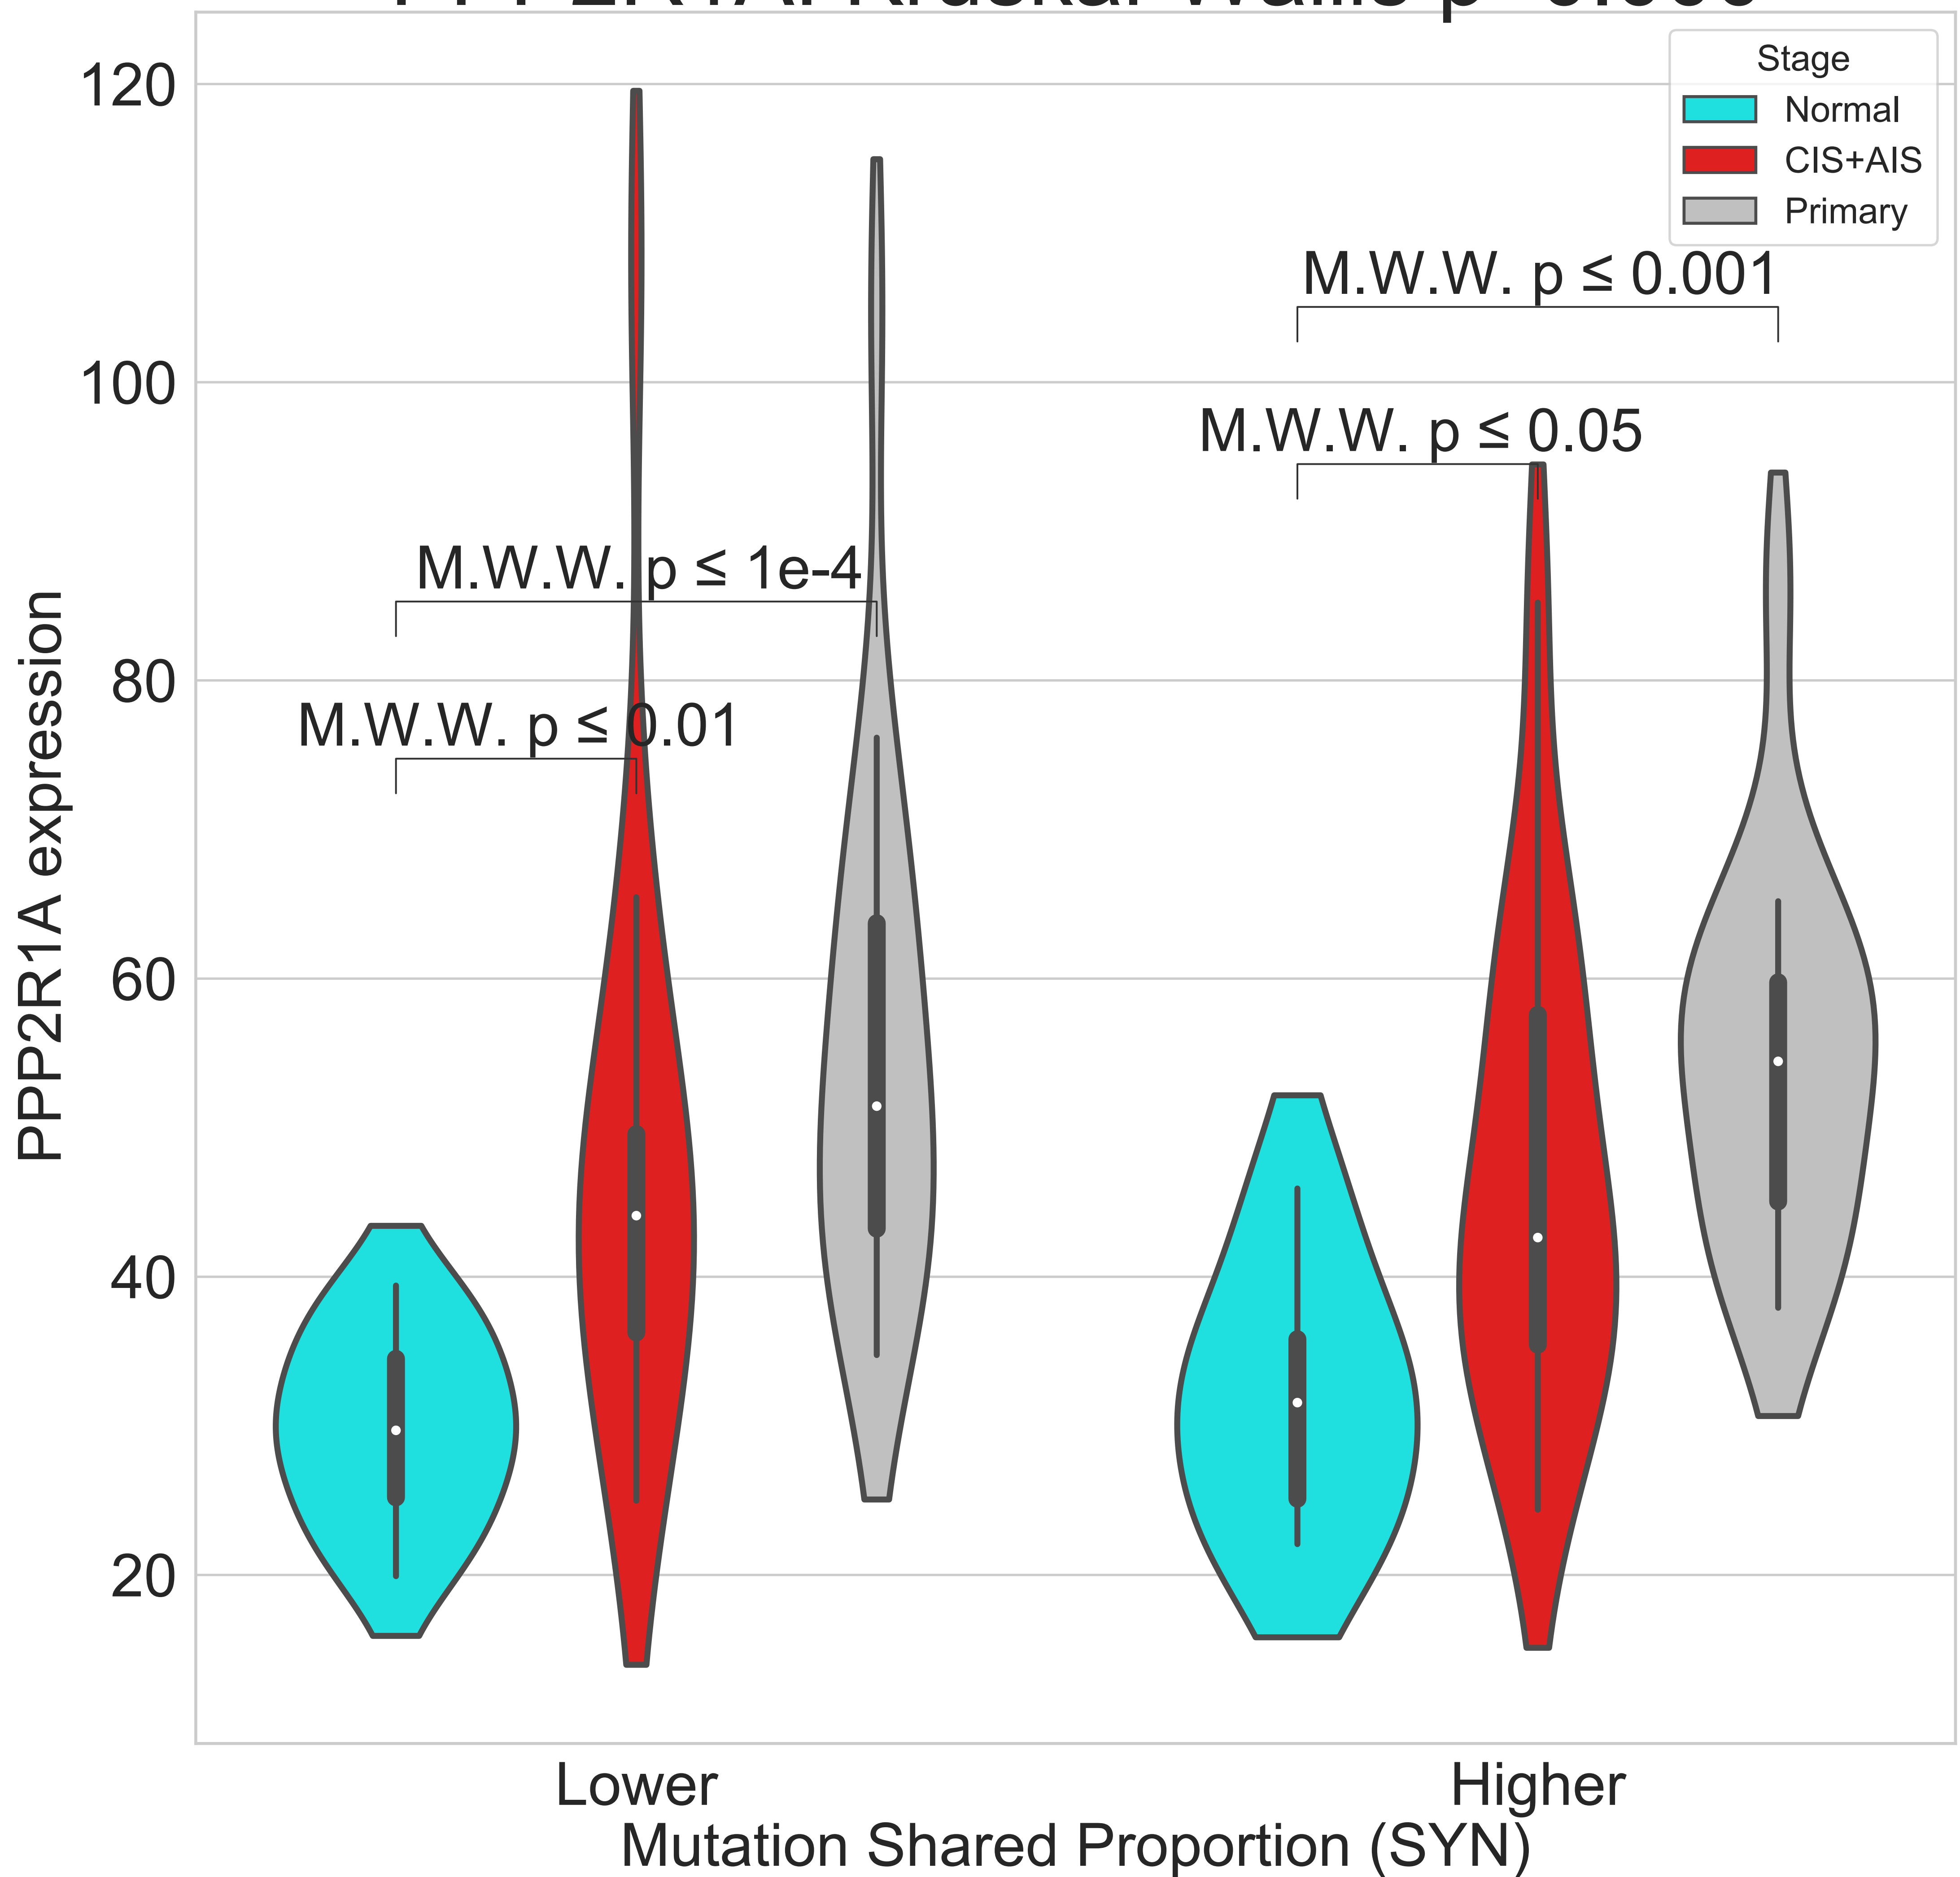 120
100
80
60
40
20
PPP2R1A expression
Stage
Normal
CIS+AIS
Primary
M.W.W. p ≤ 0.001
M.W.W. p ≤ 0.05
M.W.W. p ≤ 1e-4
M.W.W. p ≤ 0.01
Lower
Higher
Mutation Shared Proportion (SYN)